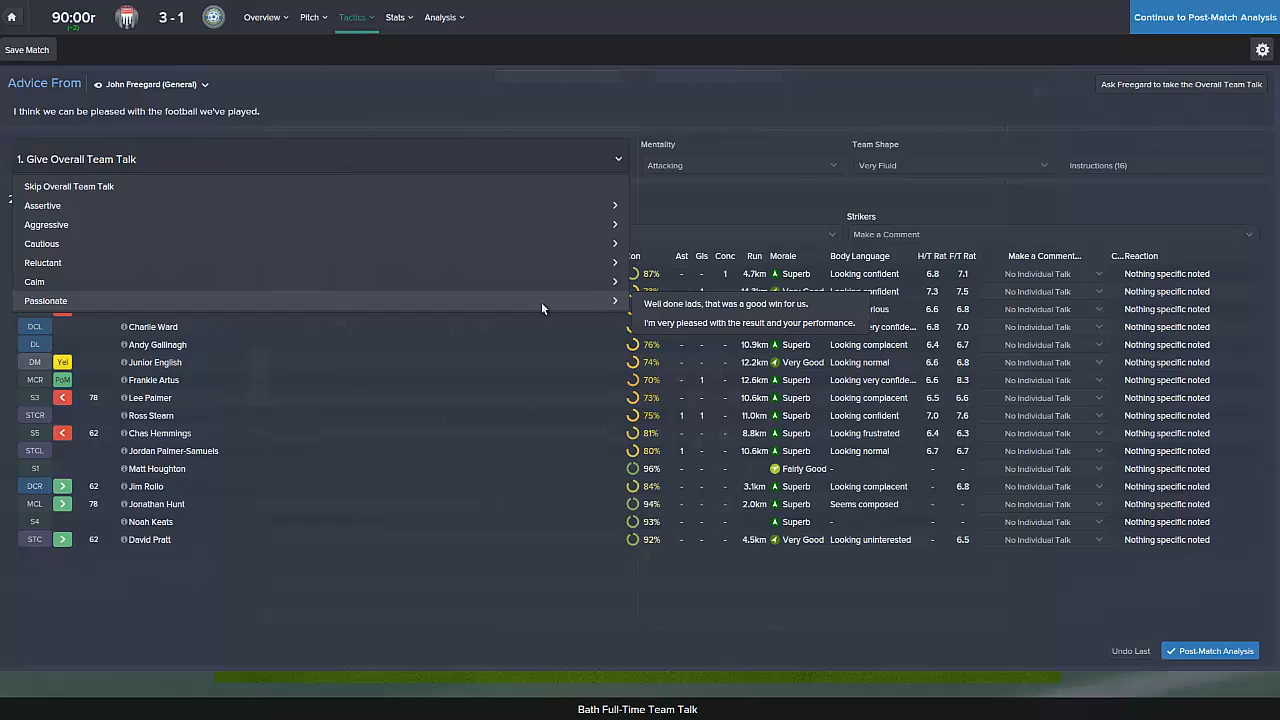 90:00r 3 - 1 Overview Pitch Tactics Stats Analysis Continue to Post-Match Analysis
(+2)
Save Match
Advice From John Freegard (General) Ask Freegard to take the Overall Team Talk
I think we can be pleased with the football we've played.
1. Give Overall Team Talk
Mentality Team Shape
Attacking Very Fluid Instructions (16)
Skip Overall Team Talk
Assertive
Aggressive
Cautious
Reluctant
Calm
Passionate
Well done lads, that was a good win for us.
I'm very pleased with the result and your performance.
Strikers
Make a Comment
Ast Gls Conc Run Morale Body Language H/T Rat F/T Rat Make a Comment... C... Reaction
87% - - 1 4.7km Superb Looking confident 6.8 7.1 No Individual Talk Nothing specific noted
7.3 7.5 No Individual Talk Nothing specific noted
6.6 6.8 No Individual Talk Nothing specific noted
DCL Charlie Ward 6.8 7.0 No Individual Talk Nothing specific noted
DL Andy Gallinagh 76% - - - 10.9km Superb Looking complacent 6.4 6.7 No Individual Talk Nothing specific noted
DM Yel Junior English 74% - - - 12.2km Very Good Looking normal 6.6 6.8 No Individual Talk Nothing specific noted
MCR PoM Frankie Artus 70% - 1 - 12.6km Superb Looking very confide... 6.6 8.3 No Individual Talk Nothing specific noted
S3 78 Lee Palmer 73% - - - 10.6km Superb Looking complacent 6.5 6.6 No Individual Talk Nothing specific noted
STCR Ross Stearn 75% 1 1 - 11.0km Superb Looking confident 7.0 7.6 No Individual Talk Nothing specific noted
S5 62 Chas Hemmings 81% - - - 8.8km Superb Looking frustrated 6.4 6.3 No Individual Talk Nothing specific noted
STCL Jordan Palmer-Samuels 80% 1 - - 10.6km Superb Looking normal 6.7 6.7 No Individual Talk Nothing specific noted
S1 Matt Houghton 96% - - - Fairly Good - - - No Individual Talk Nothing specific noted
DCR 62 Jim Rollo 84% - - - 3.1km Superb Looking complacent - 6.8 No Individual Talk Nothing specific noted
MCL 78 Jonathan Hunt 94% - - - 2.0km Superb Seems composed - - No Individual Talk Nothing specific noted
S4 Noah Keats 93% - - - Superb - - - No Individual Talk Nothing specific noted
STC 62 David Pratt 92% - - - 4.5km Very Good Looking uninterested - 6.5 No Individual Talk Nothing specific noted
Undo Last Post-Match Analysis
Bath Full-Time Team Talk